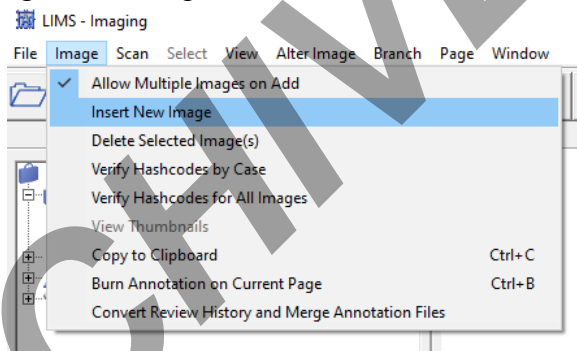 LIMS - Imaging
File Image Scan Select View Alter Image Branch Page Window
Allow Multiple Images on Add
Insert New Image
Delete Selected Image(s)
Verify Hashcodes by Case
Verify Hashcodes for All Images
View Thumbnails
Copy to Clipboard Ctrl+C
Burn Annotation on Current Page Ctrl+B
Convert Review History and Merge Annotation Files